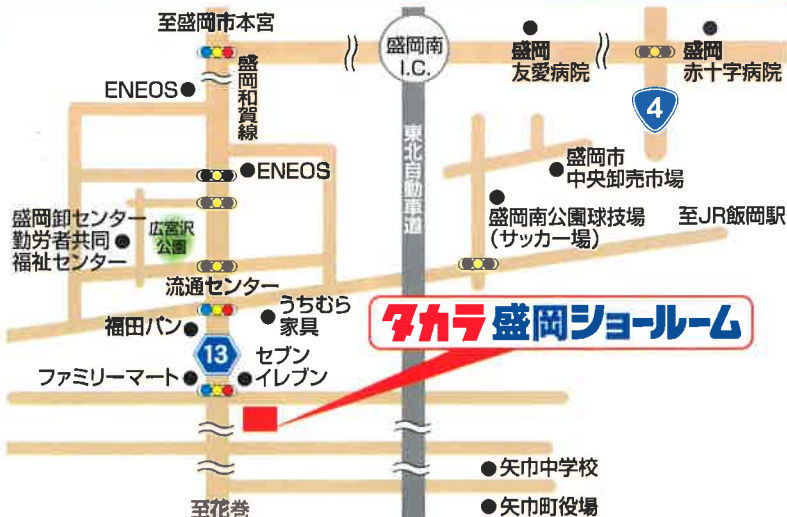 至盛岡市本宮
盛岡和賀線
盛岡南
I.C.
盛岡
友愛病院
盛岡
赤十字病院
ENEOS
4
東北自動車道
ENEOS
盛岡市
中央卸売市場
盛岡卸センター
勤労者共同
福祉センター
広宮沢
公園
盛岡南公園球技場
(サッカー場)
至JR飯岡駅
流通センター
うちむら
家具
福田パン
タカラ盛岡ショールーム
13
セブン
イレブン
ファミリーマート
矢巾中学校
矢巾町役場
至花巻